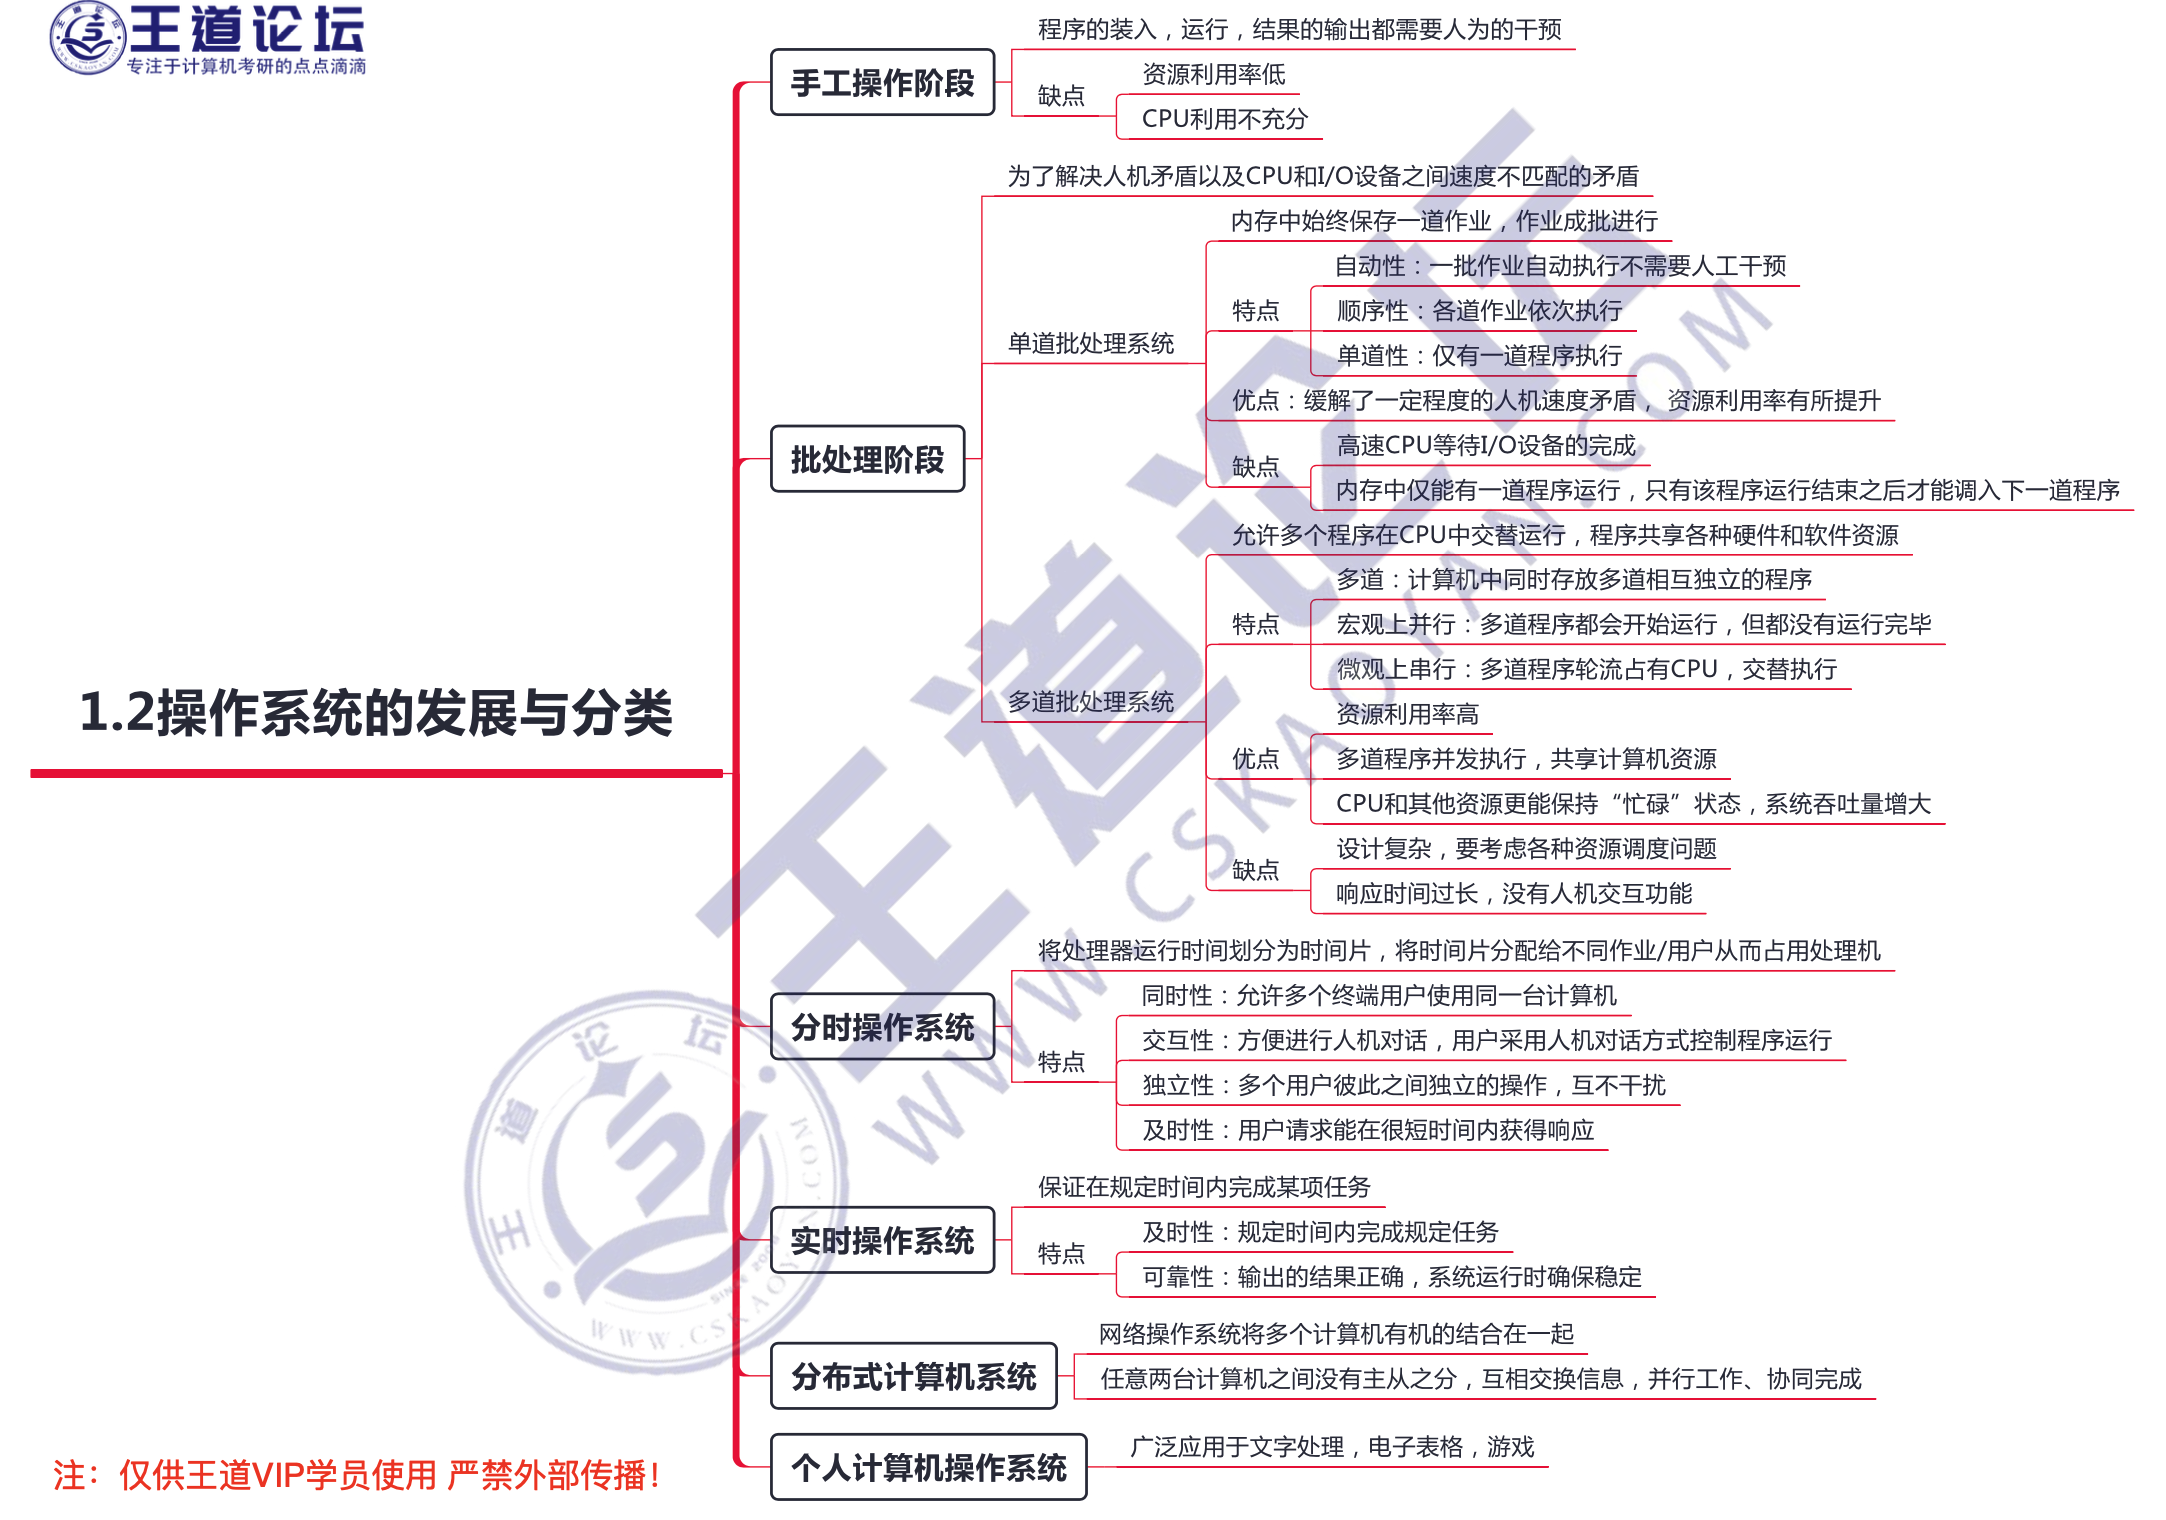 王道论坛
专注于计算机考研的点点滴滴
1.2操作系统的发展与分类
手工操作阶段
程序的装入，运行，结果的输出都需要人为的干预
缺点
资源利用率低
CPU利用不充分
批处理阶段
为了解决人机矛盾以及CPU和I/O设备之间速度不匹配的矛盾
单道批处理系统
内存中始终保存一道作业，作业成批进行
特点
自动性：一批作业自动执行不需要人工干预
顺序性：各道作业依次执行
单道性：仅有一道程序执行
优点：缓解了一定程度的人机速度矛盾， 资源利用率有所提升
缺点
高速CPU等待I/O设备的完成
内存中仅能有一道程序运行，只有该程序运行结束之后才能调入下一道程序
多道批处理系统
允许多个程序在CPU中交替运行，程序共享各种硬件和软件资源
特点
多道：计算机中同时存放多道相互独立的程序
宏观上并行：多道程序都会开始运行，但都没有运行完毕
微观上串行：多道程序轮流占有CPU，交替执行
优点
资源利用率高
多道程序并发执行，共享计算机资源
CPU和其他资源更能保持“忙碌”状态，系统吞吐量增大
缺点
设计复杂，要考虑各种资源调度问题
响应时间过长，没有人机交互功能
分时操作系统
将处理器运行时间划分为时间片，将时间片分配给不同作业/用户从而占用处理机
特点
同时性：允许多个终端用户使用同一台计算机
交互性：方便进行人机对话，用户采用人机对话方式控制程序运行
独立性：多个用户彼此之间独立的操作，互不干扰
及时性：用户请求能在很短时间内获得响应
实时操作系统
保证在规定时间内完成某项任务
特点
及时性：规定时间内完成规定任务
可靠性：输出的结果正确，系统运行时确保稳定
分布式计算机系统
网络操作系统将多个计算机有机的结合在一起
任意两台计算机之间没有主从之分，互相交换信息，并行工作、协同完成
个人计算机操作系统
广泛应用于文字处理，电子表格，游戏
注：仅供王道VIP学员使用 严禁外部传播！
王道论坛
WWW.CSKAOYAN.COM
王道论坛
WWW.CSKAOYAN.COM
SINCE 2008